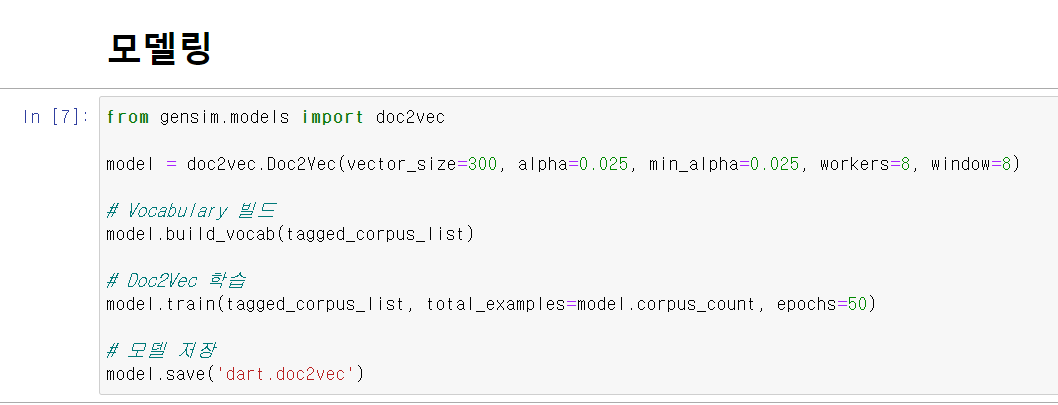 모델링
In [7]:
from gensim.models import doc2vec
model = doc2vec.Doc2Vec(vector_size=300, alpha=0.025, min_alpha=0.025, workers=8, window=8)
# Vocabulary 빌드
model.build_vocab(tagged_corpus_list)
# Doc2Vec 학습
model.train(tagged_corpus_list, total_examples=model.corpus_count, epochs=50)
# 모델 저장
model.save('dart.doc2vec')